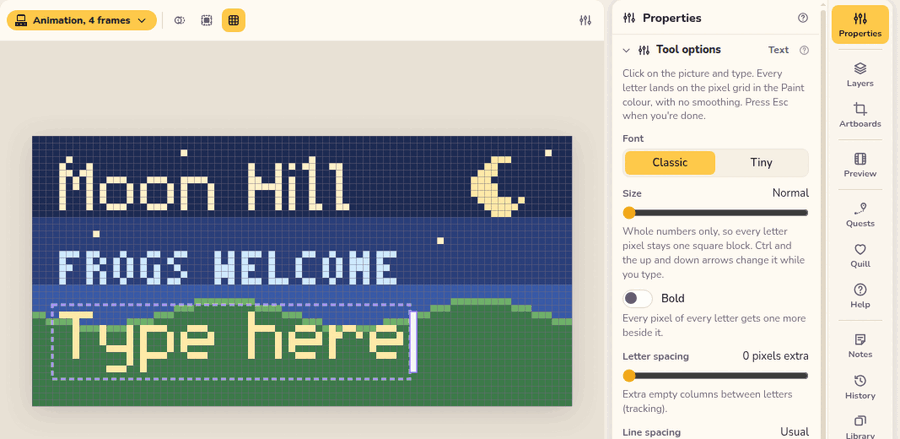 Animation, 4 frames
Moon Hill
FROGS WELCOME
Type here
Properties
Tool options
Text
Click on the picture and type. Every
letter lands on the pixel grid in the Paint
colour, with no smoothing. Press Esc
when you're done.
Font
Classic
Tiny
Size
Normal
Whole numbers only, so every letter
pixel stays one square block. Ctrl and
the up and down arrows change it while
you type.
Bold
Every pixel of every letter gets one more
beside it.
Letter spacing
0 pixels extra
Extra empty columns between letters
(tracking).
Line spacing
Usual
Properties
Layers
Artboards
Preview
Quests
Quill
Help
Notes
History
Library